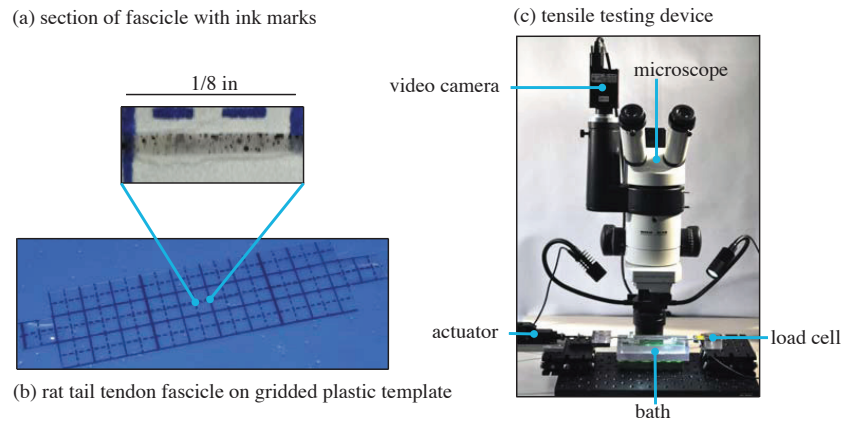 (a) section of fascicle with ink marks
1/8 in
(b) rat tail tendon fascicle on gridded plastic template
(c) tensile testing device
video camera
microscope
actuator
load cell
bath